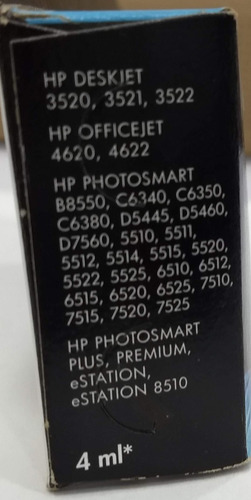 HP DESKJET
3520, 3521, 3522
HP OFFICEJET
4620, 4622
HP PHOTOSMART
B8550, C6340, C6350,
C6380, D5445, D5460,
D7560, 5510, 5511,
5512, 5514, 5515, 5520,
5522, 5525, 6510, 6512,
6515, 6520, 6525, 7510,
7515, 7520, 7525
HP PHOTOSMART
PLUS, PREMIUM,
eSTATION,
eSTATION 8510
4 ml*